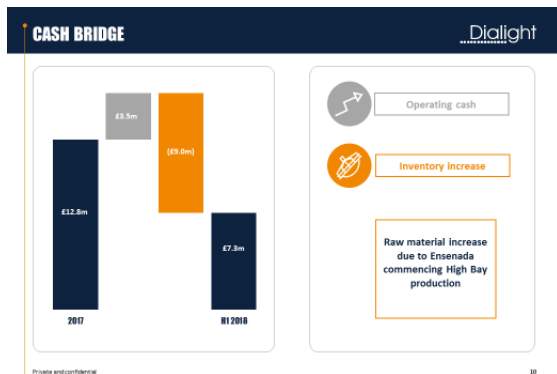 CASH BRIDGE
Dialight
£3.5m
(£9.0m)
£12.8m
£7.3m
2017
H1 2018
Operating cash
Inventory increase
Raw material increase
due to Ensenada
commencing High Bay
production
Private and confidential
10